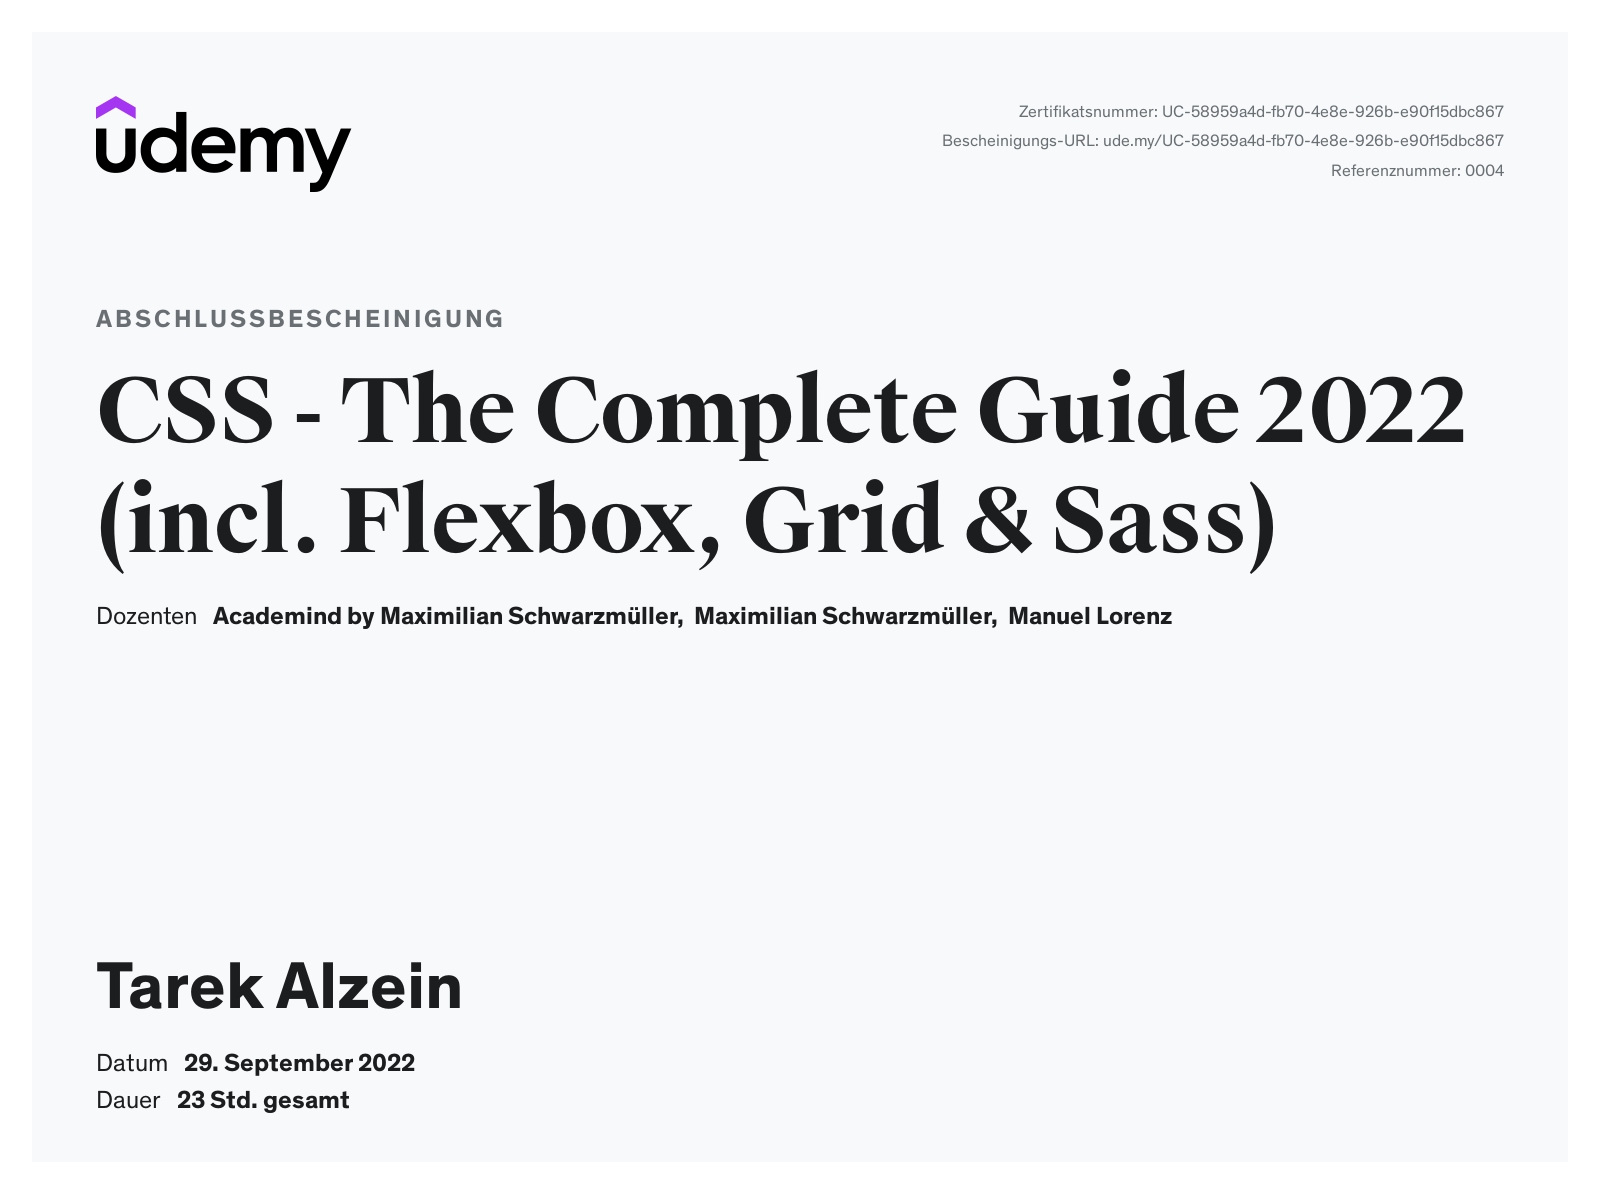 udemy
Zertifikatsnummer: UC-58959a4d-fb70-4e8e-926b-e90f15dbc867
Bescheinigungs-URL: ude.my/UC-58959a4d-fb70-4e8e-926b-e90f15dbc867
Referenznummer: 0004
ABSCHLUSSBESCHEINIGUNG
CSS - The Complete Guide 2022
(incl. Flexbox, Grid & Sass)
Dozenten Academind by Maximilian Schwarzmüller, Maximilian Schwarzmüller, Manuel Lorenz
Tarek Alzein
Datum 29. September 2022
Dauer 23 Std. gesamt